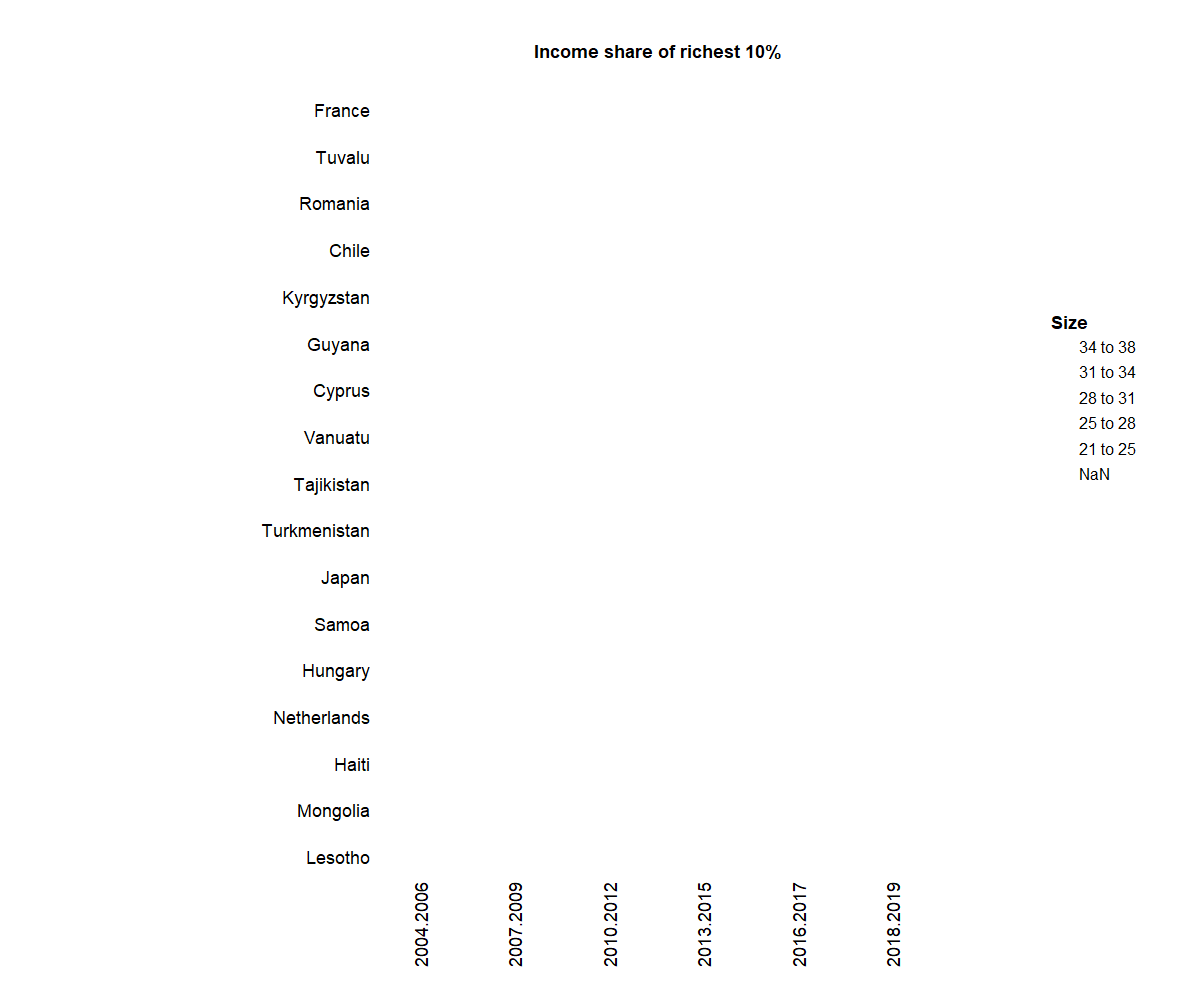 Income share of richest 10%
France
Tuvalu
Romania
Chile
Kyrgyzstan
Guyana
Cyprus
Vanuatu
Tajikistan
Turkmenistan
Japan
Samoa
Hungary
Netherlands
Haiti
Mongolia
Lesotho
2004.2006
2007.2009
2010.2012
2013.2015
2016.2017
2018.2019
Size
34 to 38
31 to 34
28 to 31
25 to 28
21 to 25
NaN